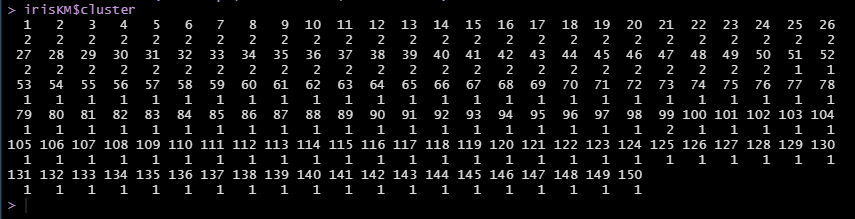 > irisKM$cluster
1 2 3 4 5 6 7 8 9 10 11 12 13 14 15 16 17 18 19 20 21 22 23 24 25 26
2 2 2 2 2 2 2 2 2 2 2 2 2 2 2 2 2 2 2 2 2 2 2 2 2 2
27 28 29 30 31 32 33 34 35 36 37 38 39 40 41 42 43 44 45 46 47 48 49 50 51 52
2 2 2 2 2 2 2 2 2 2 2 2 2 2 2 2 2 2 2 2 2 2 2 2 1 1
53 54 55 56 57 58 59 60 61 62 63 64 65 66 67 68 69 70 71 72 73 74 75 76 77 78
1 1 1 1 1 1 1 1 1 1 1 1 1 1 1 1 1 1 1 1 1 1 1 1 1 1
79 80 81 82 83 84 85 86 87 88 89 90 91 92 93 94 95 96 97 98 99 100 101 102 103 104
1 1 1 1 1 1 1 1 1 1 1 1 1 1 1 1 1 1 1 1 2 1 1 1 1 1
105 106 107 108 109 110 111 112 113 114 115 116 117 118 119 120 121 122 123 124 125 126 127 128 129 130
1 1 1 1 1 1 1 1 1 1 1 1 1 1 1 1 1 1 1 1 1 1 1 1 1 1
131 132 133 134 135 136 137 138 139 140 141 142 143 144 145 146 147 148 149 150
1 1 1 1 1 1 1 1 1 1 1 1 1 1 1 1 1 1 1 1
>